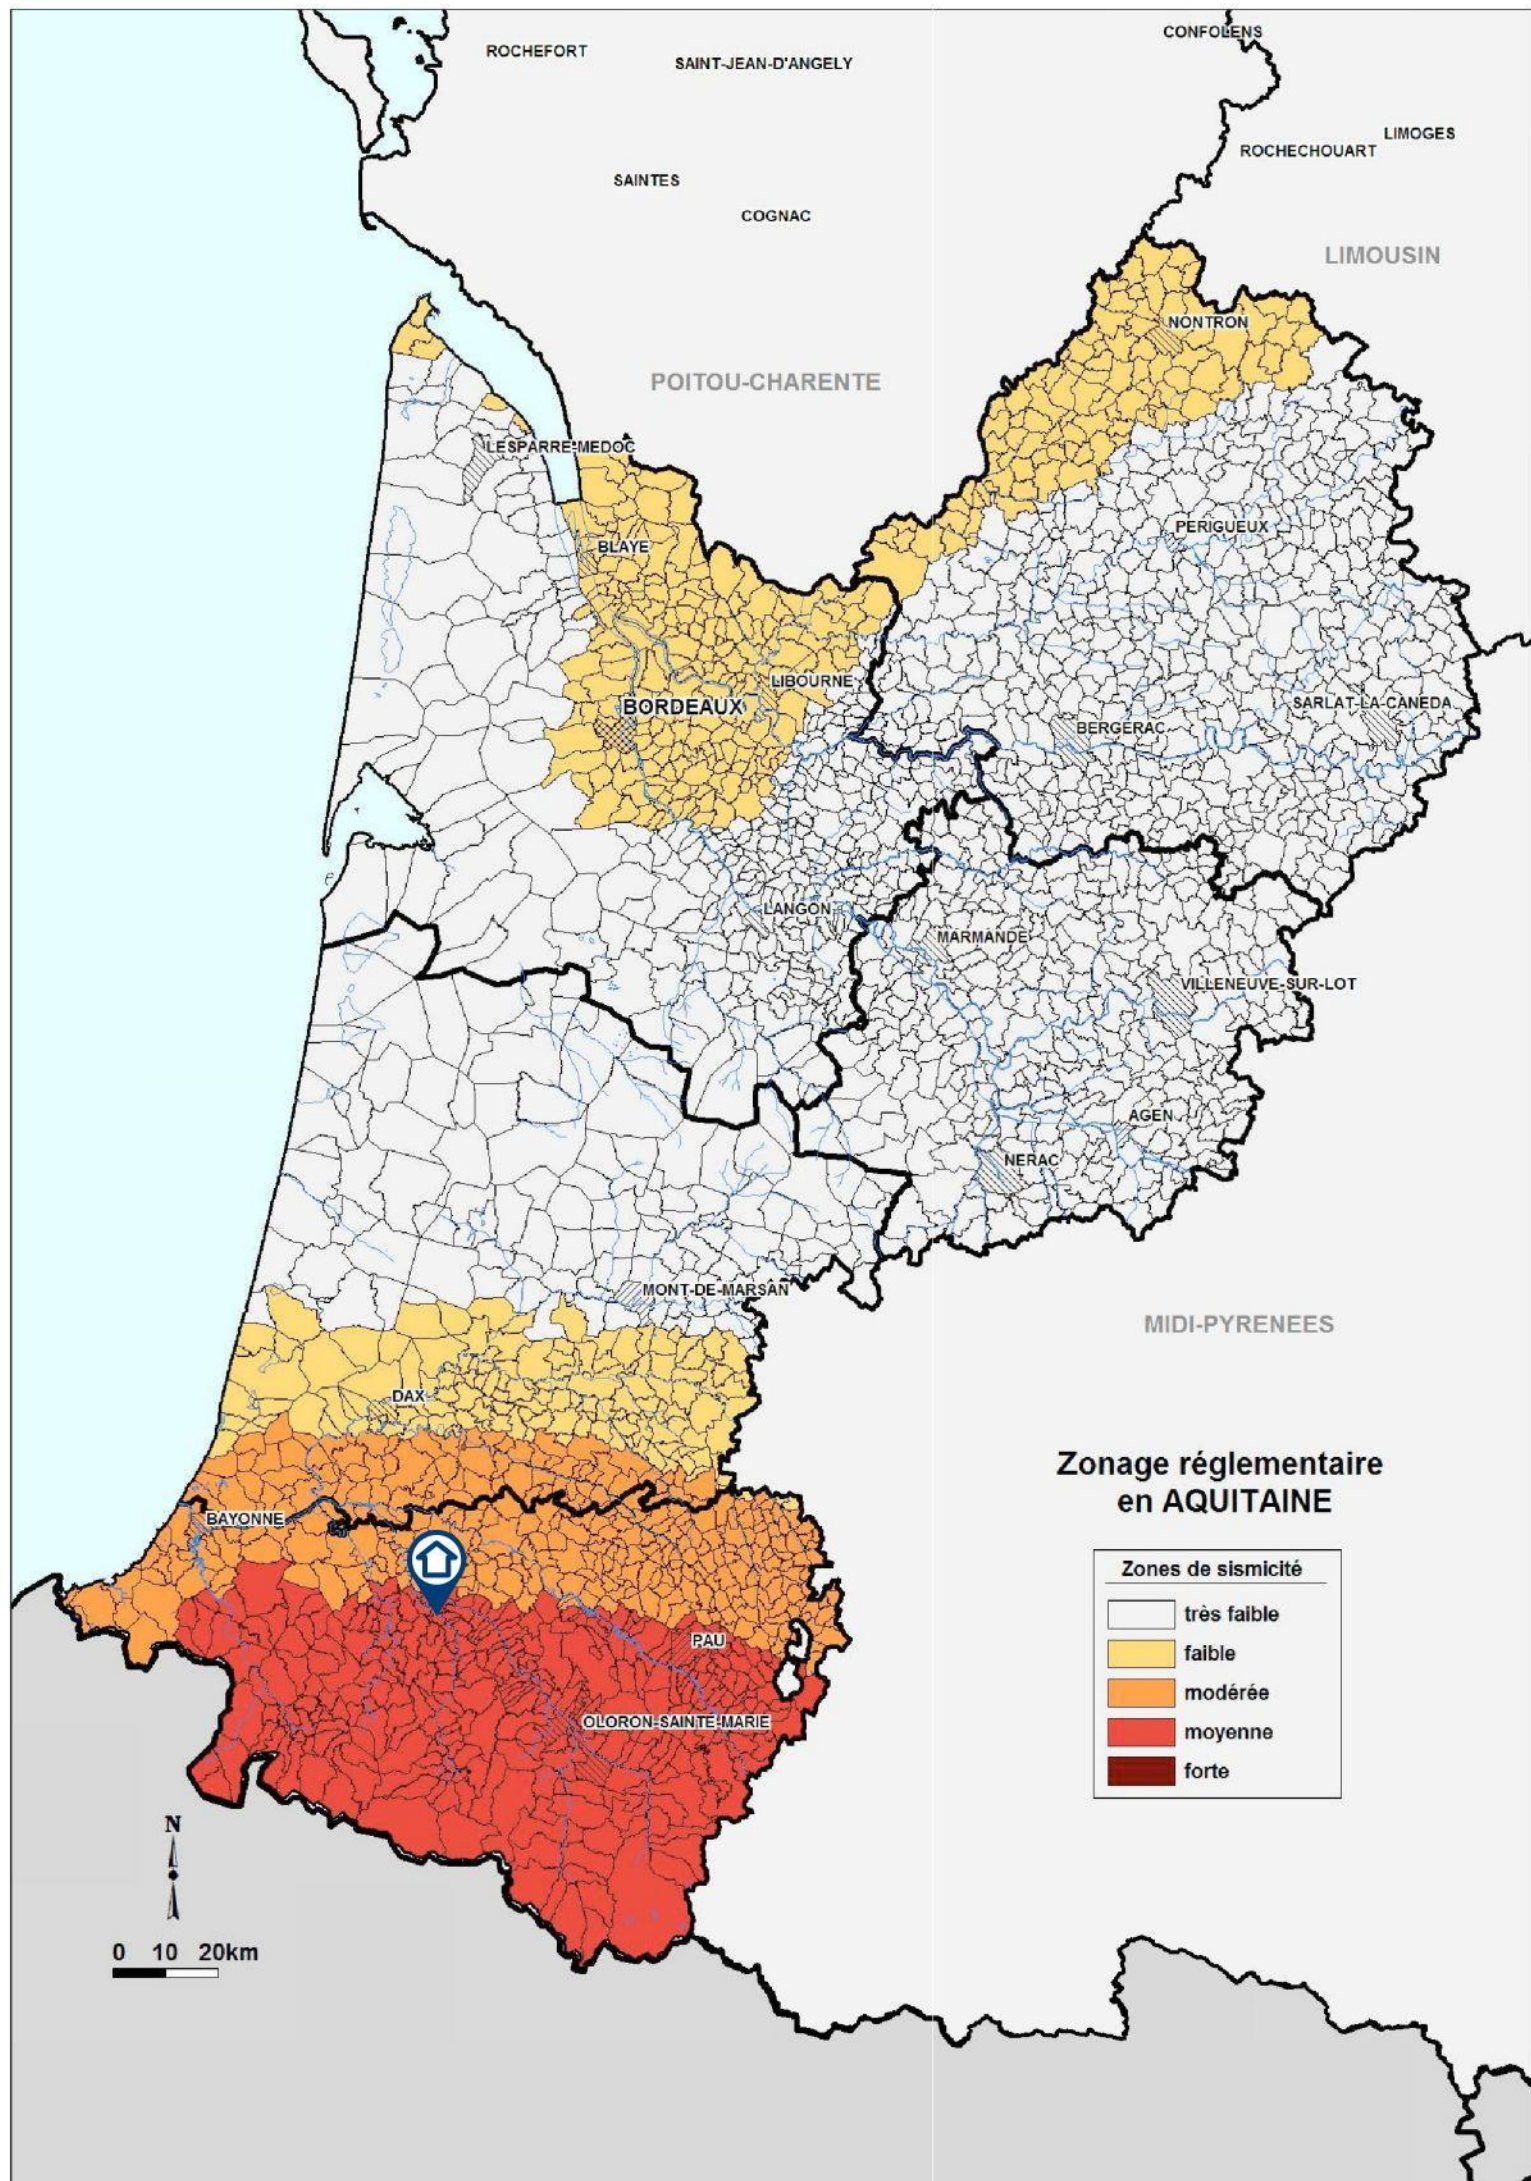 CONFOLENS
ROCHEFORT
SAINT-JEAN-D'ANGELY
LIMOGES
ROCHECHOUART
SAINTES
COGNAC
LIMOUSIN
NONTRON
POITOU-CHARENTE
LESPARRE-MEDOC
PERIGUEUX
BLAYE
LIBOURNE
SARLAT-LA-CANEDA
BORDEAUX
BERGERAC
LANGON
MARMANDE
VILLENEUVE-SUR-LOT
AGEN
NERAC
MONT-DE-MARSAN
MIDI-PYRENEES
DAX
Zonage réglementaire
en AQUITAINE
BAYONNE
Zones de sismicité
très faible
faible
modérée
moyenne
forte
PAU
OLORON-SAINTE-MARIE
N
0 10 20km